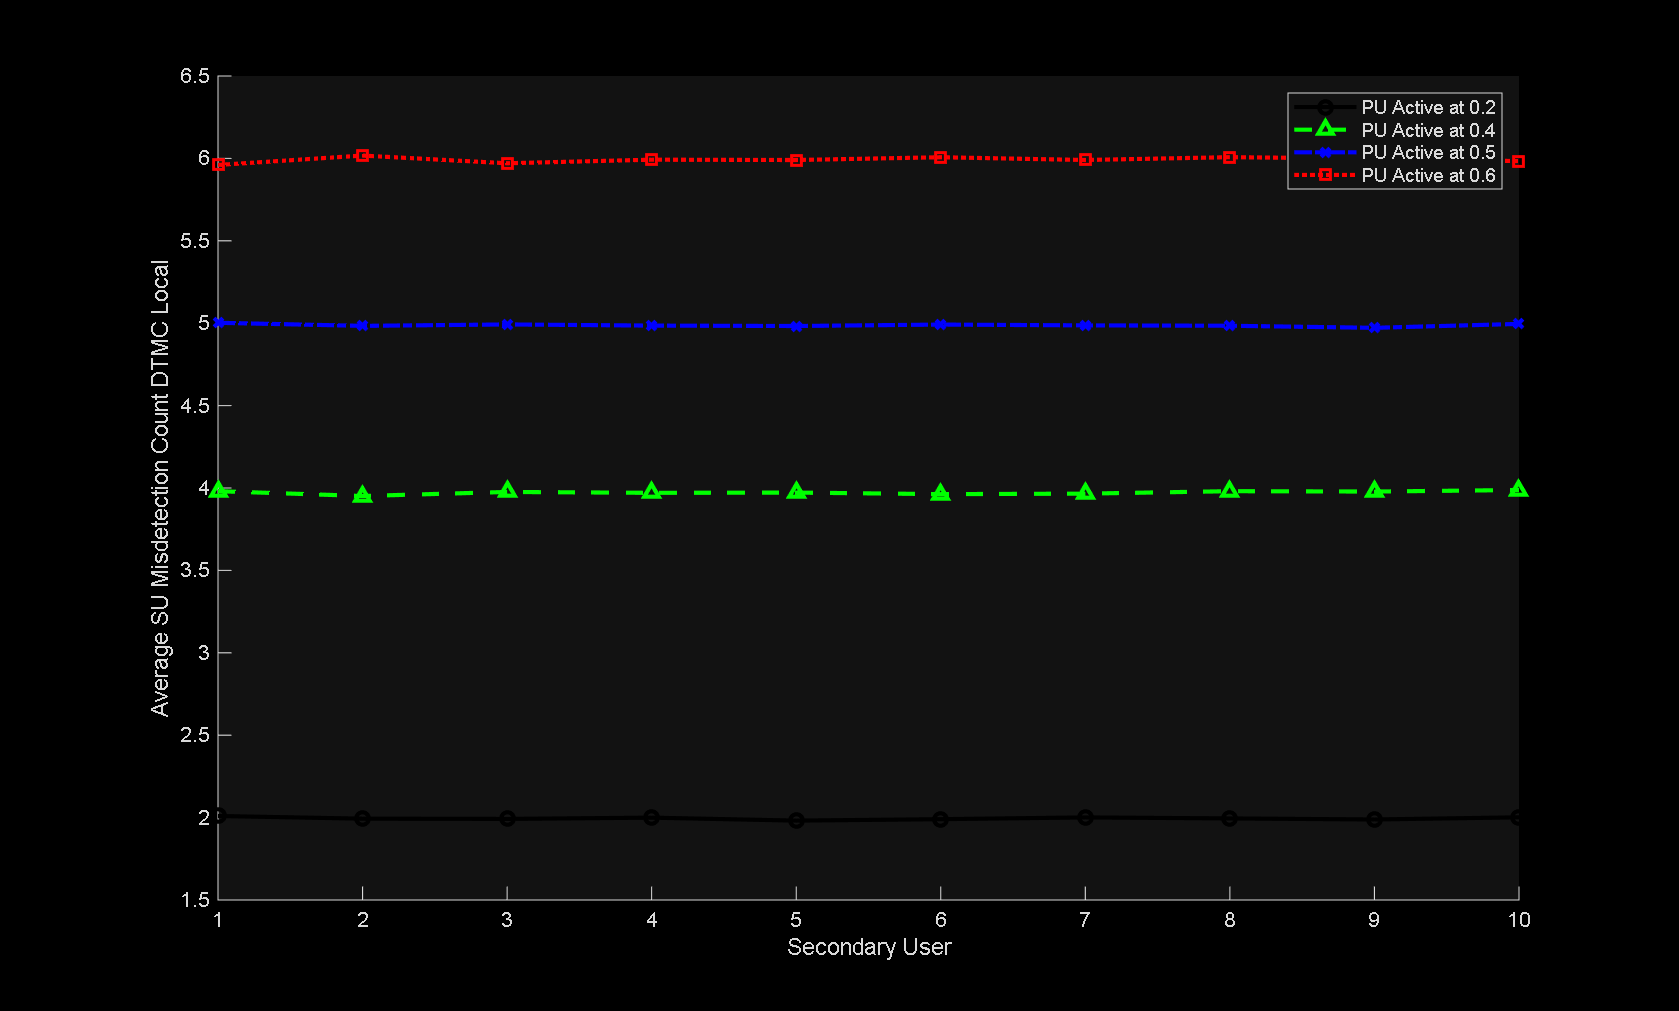 6.5
6
5.5
5
4.5
4
3.5
3
2.5
2
1.5
1 2 3 4 5 6 7 8 9 10
Secondary User
Average SU Misdetection Count DTMC Local
PU Active at 0.2
PU Active at 0.4
PU Active at 0.5
PU Active at 0.6